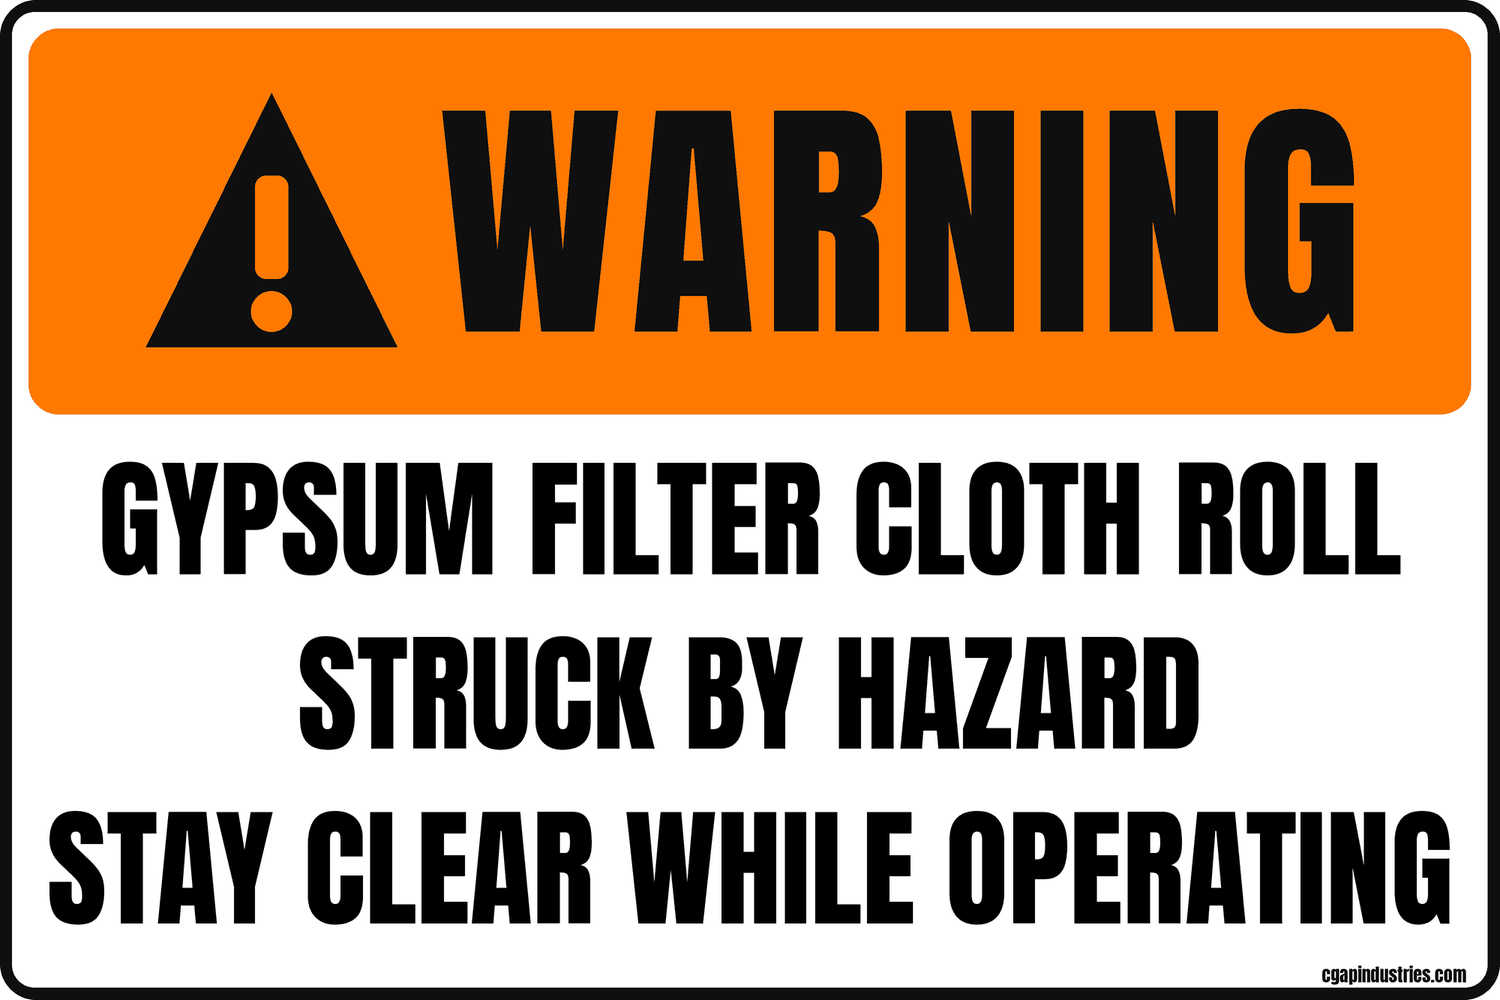 WARNING
GYPSUM FILTER CLOTH ROLL
STRUCK BY HAZARD
STAY CLEAR WHILE OPERATING
cgapindustries.com